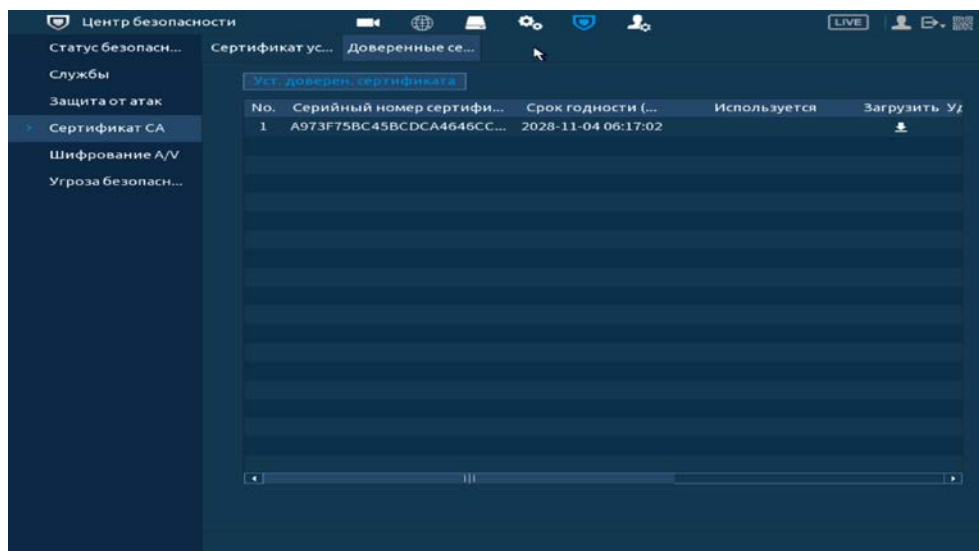 Центр безопасности LIVE
Статус безопасн... Сертификат ус... Доверенные се...
Службы
Уст. доверен. сертификата
Защита от атак
No. Серийный номер сертифи... Срок годности (... Используется Загрузить Уд
Сертификат CA
1 A973F75BC45BCDCA4646CC... 2028-11-04 06:17:02
Шифрование A/V
Угроза безопасн...